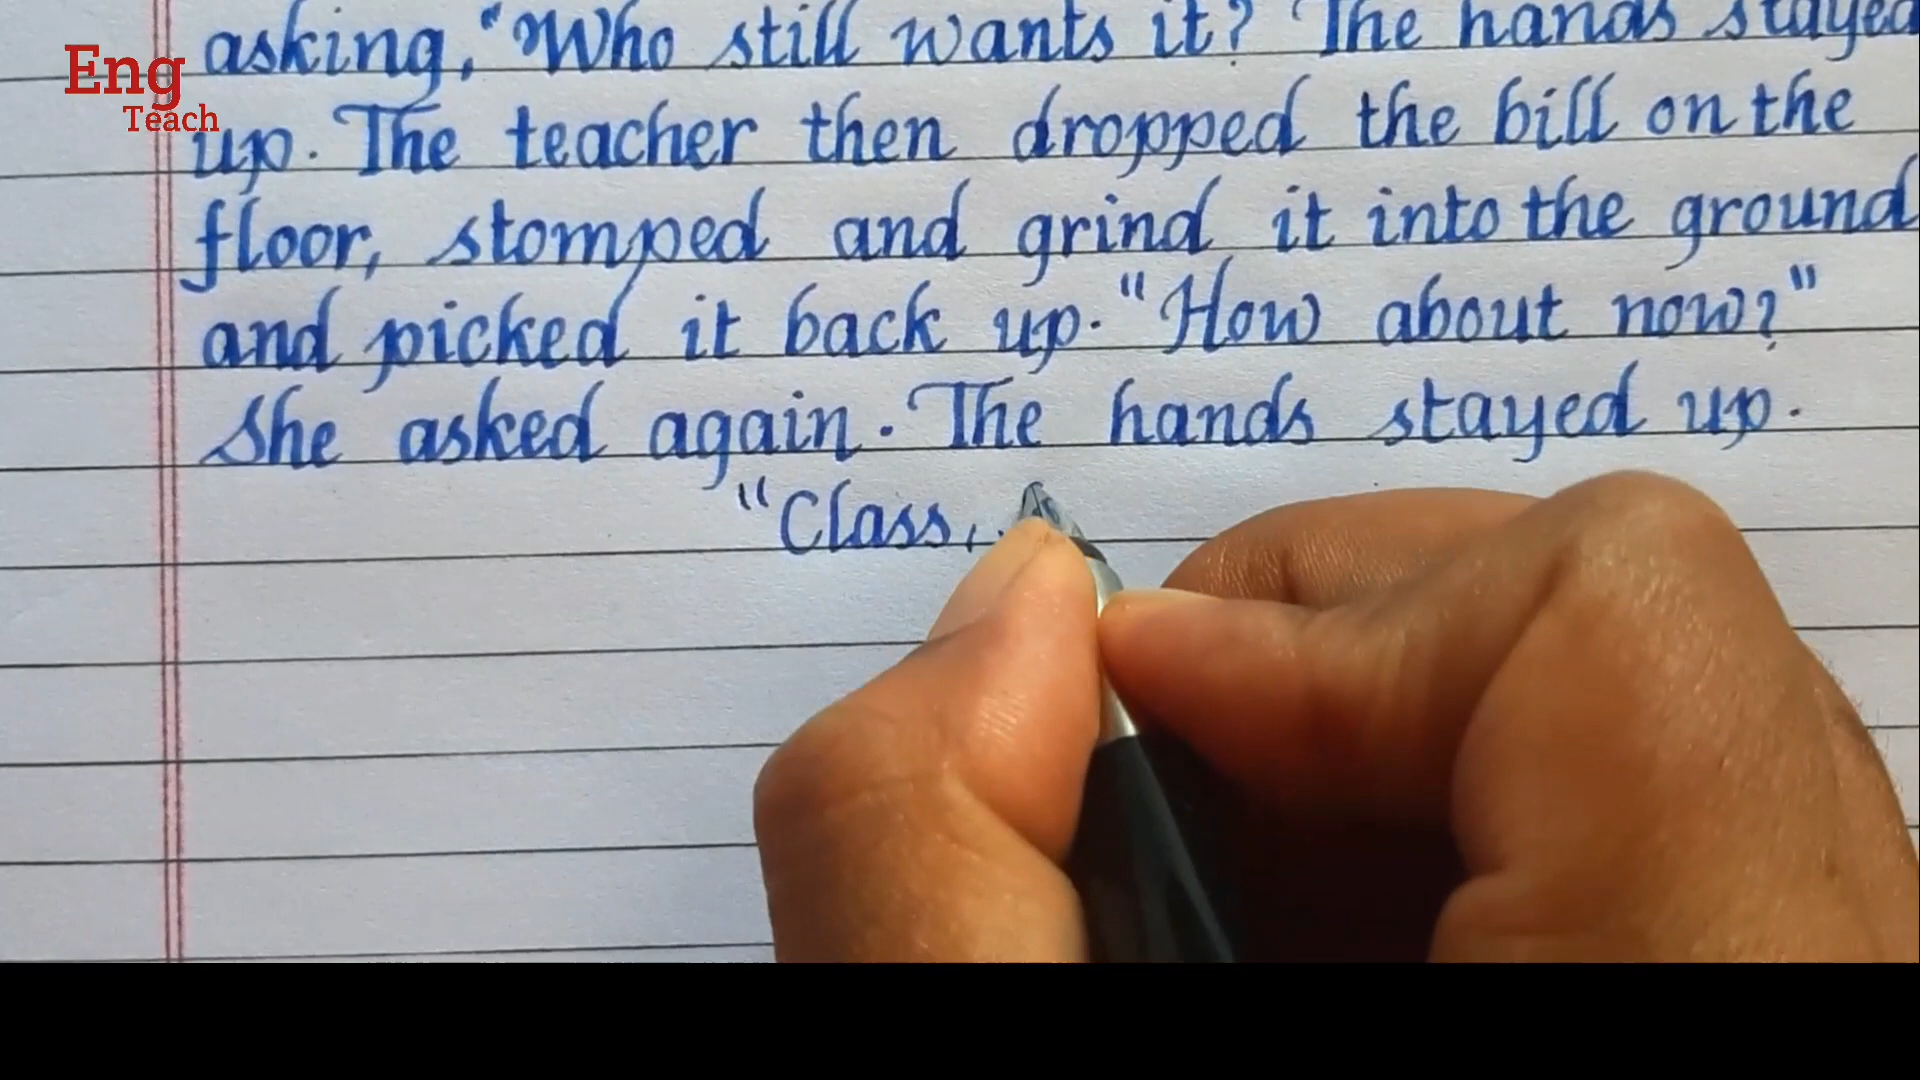 Eng
Teach
asking, "Who still wants it? The hands stayed
up. The teacher then dropped the bill on the
floor, stomped and grind it into the ground
and picked it back up. "How about now?"
She asked again. The hands stayed up.
"Class,